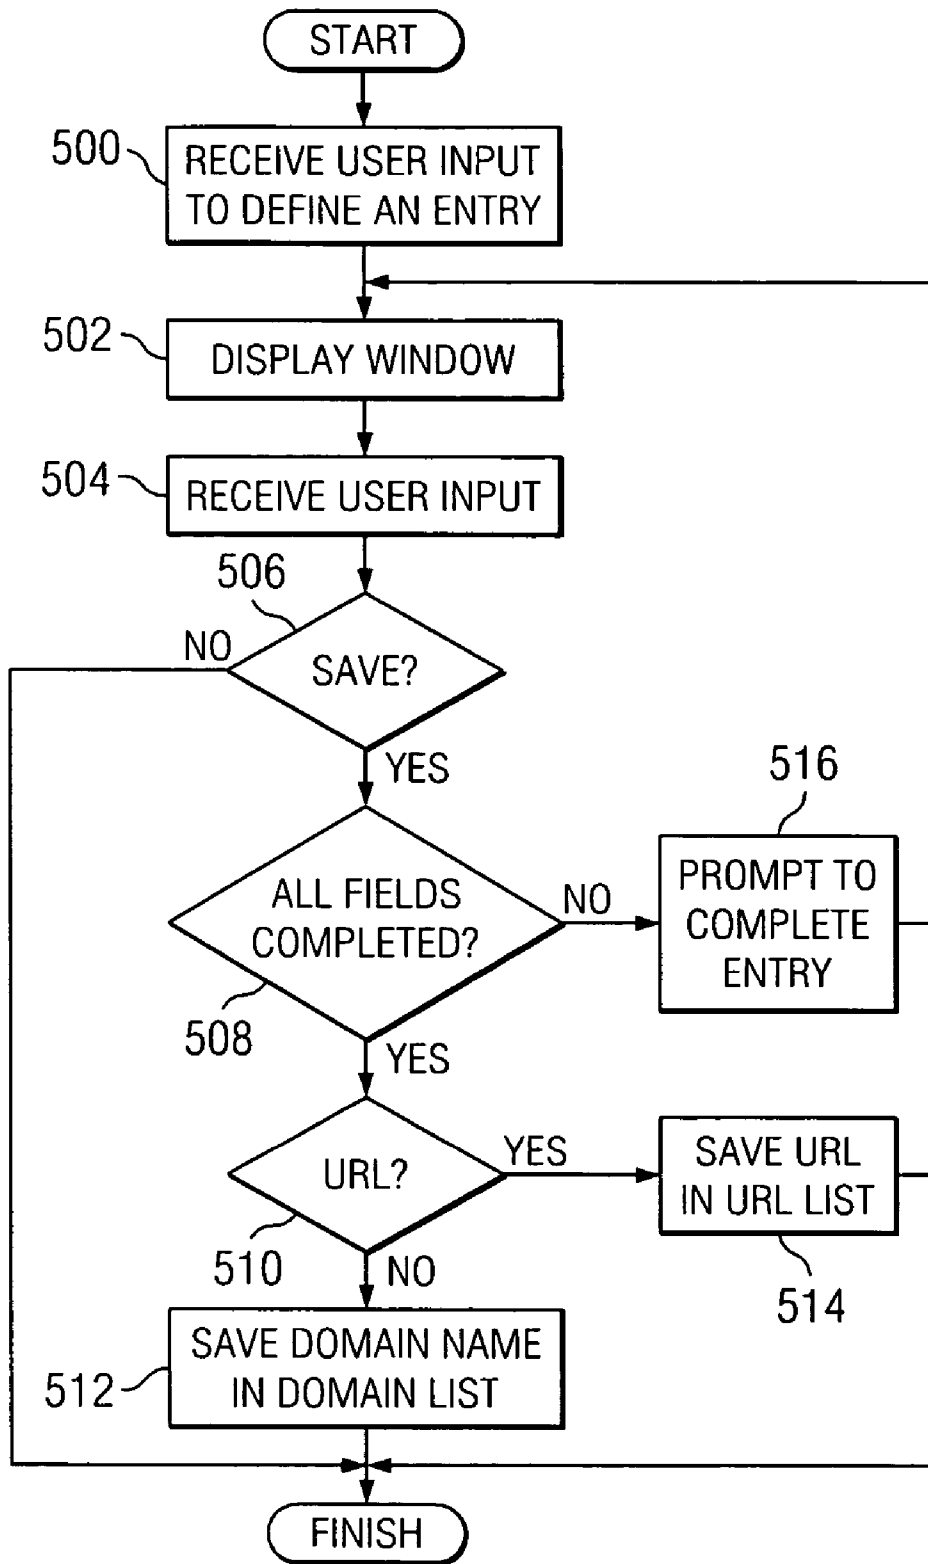 START
500
RECEIVE USER INPUT
TO DEFINE AN ENTRY
502
DISPLAY WINDOW
504
RECEIVE USER INPUT
506
NO
SAVE?
YES
516
ALL FIELDS
COMPLETED?
NO
PROMPT TO
COMPLETE
ENTRY
508
YES
URL?
YES
SAVE URL
IN URL LIST
510
NO
514
SAVE DOMAIN NAME
IN DOMAIN LIST
512
FINISH